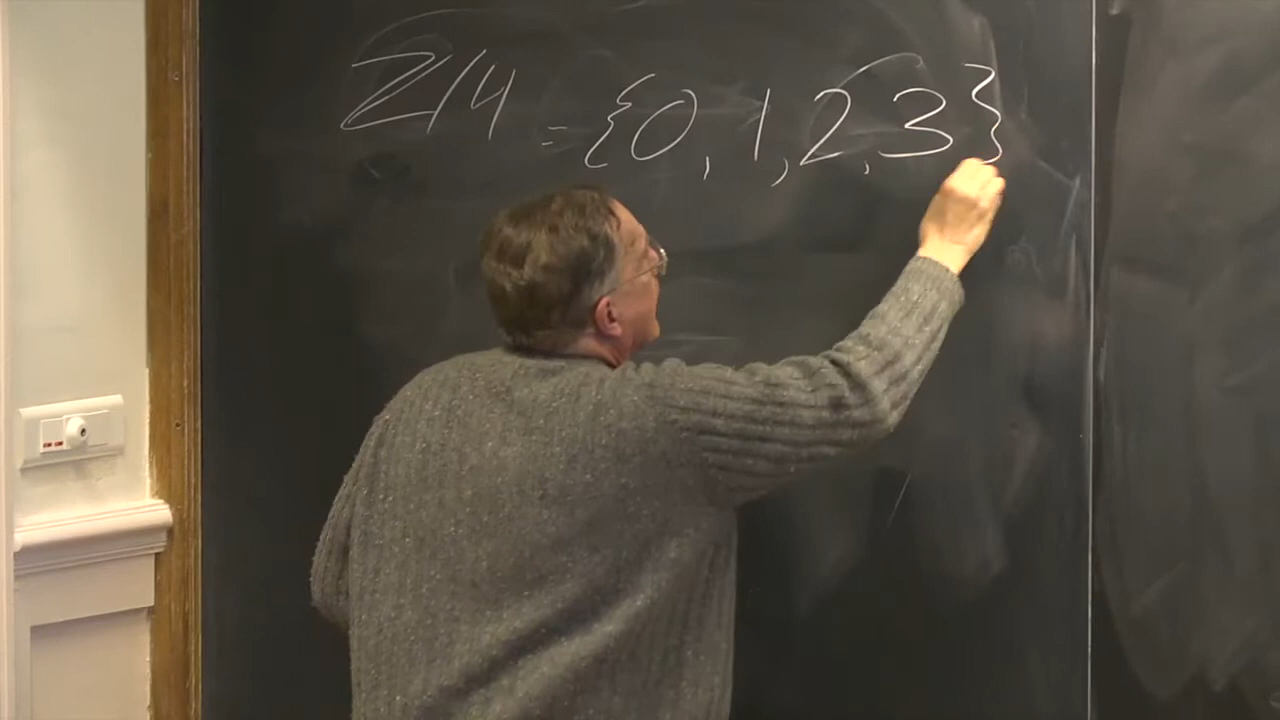 Z/4 = {0, 1, 2, 3}